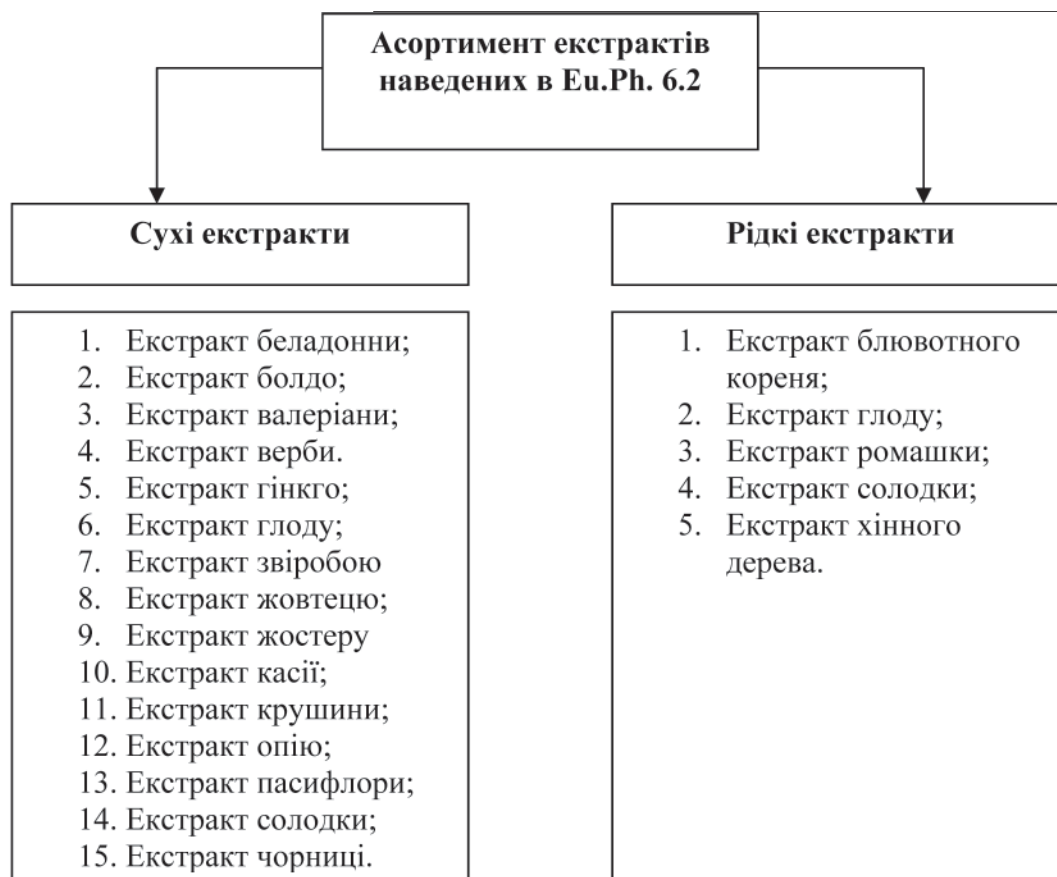 Асортимент екстрактів
наведених в Eu.Ph. 6.2
Сухі екстракти
Рідкі екстракти
1. Екстракт беладонни;
2. Екстракт болдо;
3. Екстракт валеріани;
4. Екстракт верби.
5. Екстракт гінкго;
6. Екстракт глоду;
7. Екстракт звіробою
8. Екстракт жовтецю;
9. Екстракт жостеру
10. Екстракт касії;
11. Екстракт крушини;
12. Екстракт опію;
13. Екстракт пасифлори;
14. Екстракт солодки;
15. Екстракт чорниці.
1. Екстракт блювотного
кореня;
2. Екстракт глоду;
3. Екстракт ромашки;
4. Екстракт солодки;
5. Екстракт хінного
дерева.